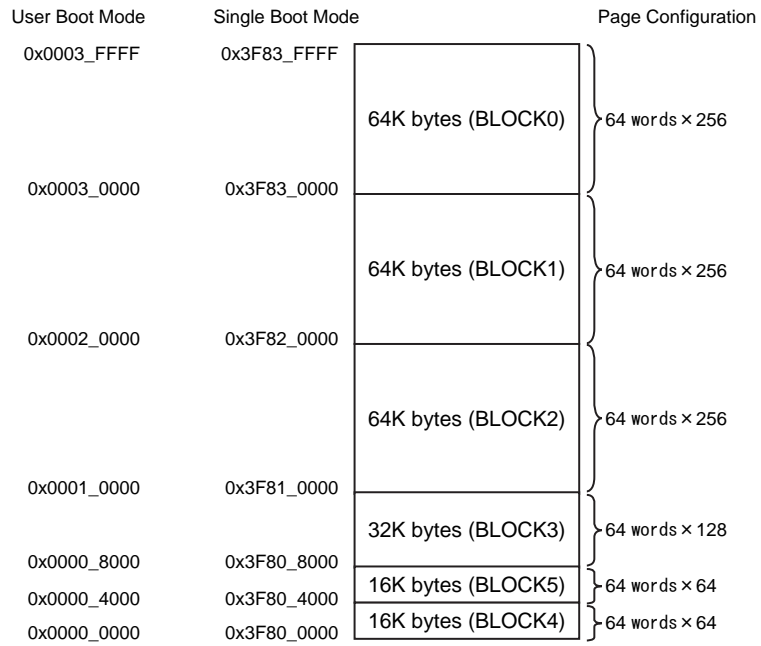 User Boot Mode Single Boot Mode Page Configuration
0x0003_FFFF 0x3F83_FFFF
64K bytes (BLOCK0) 64 words×256
0x0003_0000 0x3F83_0000
64K bytes (BLOCK1) 64 words×256
0x0002_0000 0x3F82_0000
64K bytes (BLOCK2) 64 words×256
0x0001_0000 0x3F81_0000
32K bytes (BLOCK3) 64 words×128
0x0000_8000 0x3F80_8000
16K bytes (BLOCK5) 64 words×64
0x0000_4000 0x3F80_4000
16K bytes (BLOCK4) 64 words×64
0x0000_0000 0x3F80_0000